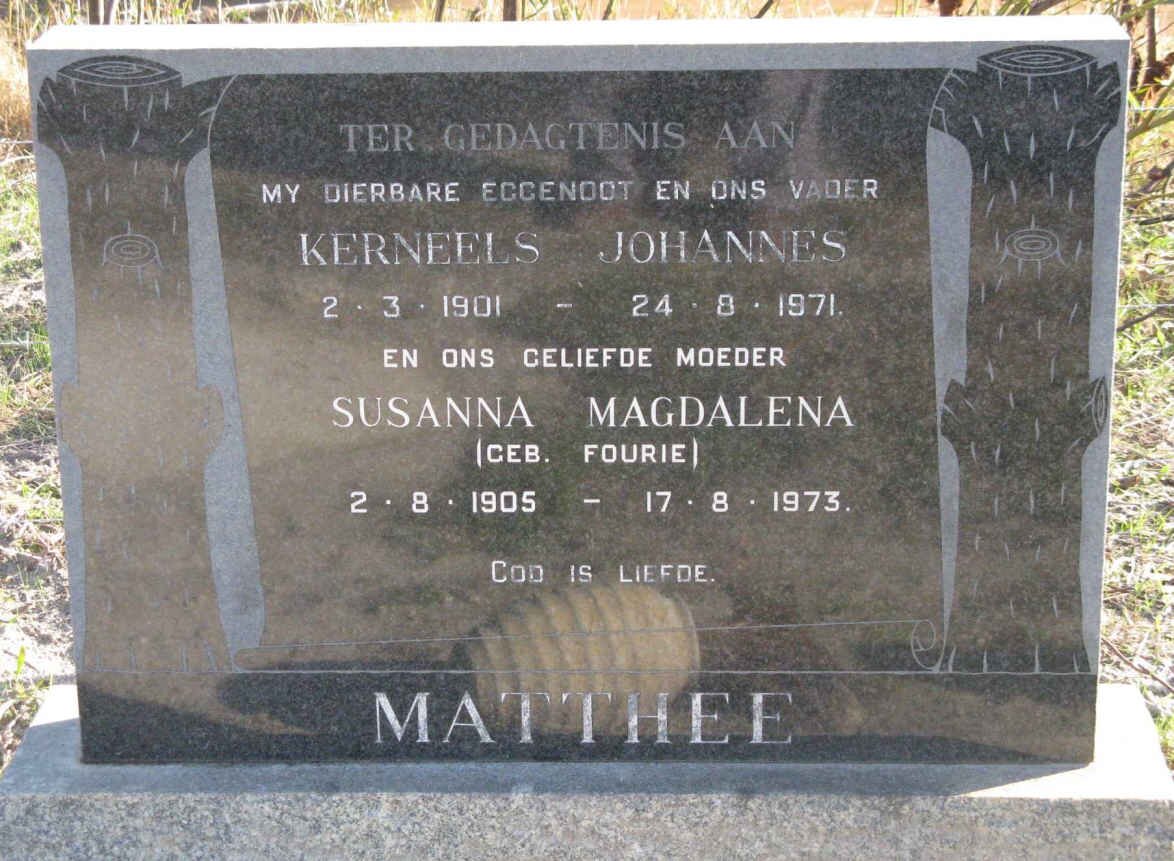 TER GEDAGTENIS AAN
MY DIERBARE EGGENOOT EN ONS VADER
KERNEELS JOHANNES
2·3·1901 – 24·8·1971.
EN ONS GELIEFDE MOEDER
SUSANNA MAGDALENA
(GEB. FOURIE)
2·8·1905 – 17·8·1973.
GOD IS LIEFDE.
MATTHEE